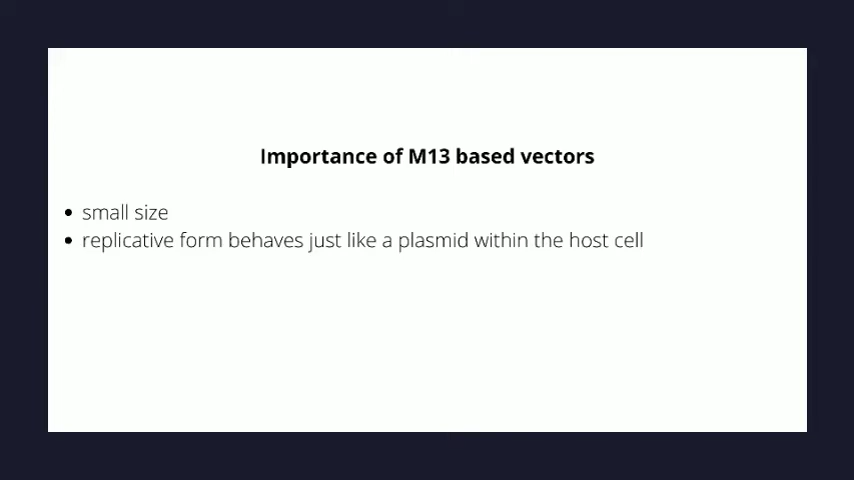 Importance of M13 based vectors
• small size
• replicative form behaves just like a plasmid within the host cell